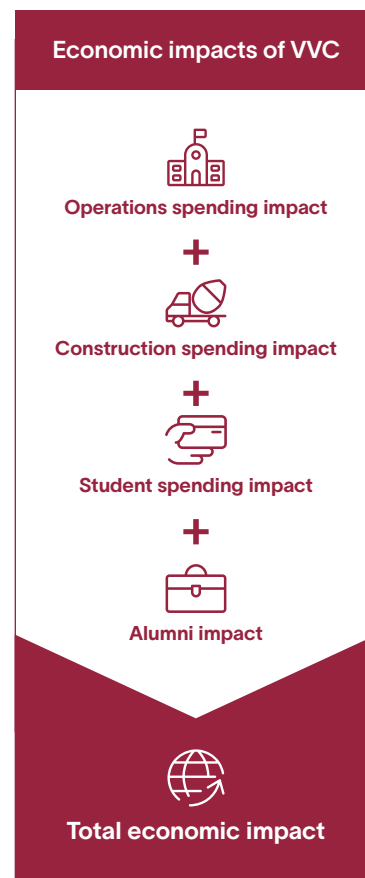 Economic impacts of VVC
Operations spending impact
+
Construction spending impact
+
Student spending impact
+
Alumni impact
Total economic impact